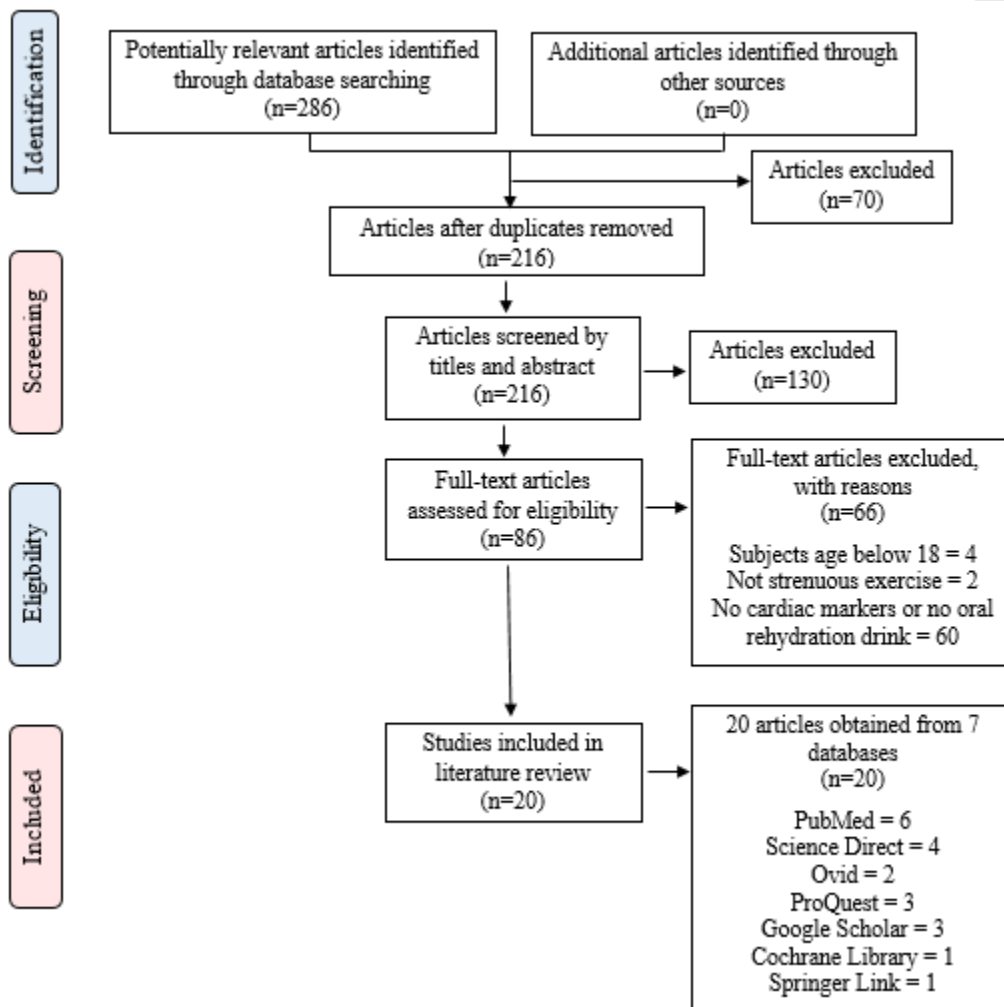 Identification
Potentially relevant articles identified
through database searching
(n=286)
Additional articles identified through
other sources
(n=0)
Articles excluded
(n=70)
Articles after duplicates removed
(n=216)
Screening
Articles screened by
titles and abstract
(n=216)
Articles excluded
(n=130)
Eligibility
Full-text articles
assessed for eligibility
(n=86)
Full-text articles excluded,
with reasons
(n=66)
Subjects age below 18 = 4
Not strenuous exercise = 2
No cardiac markers or no oral
rehydration drink = 60
Included
Studies included in
literature review
(n=20)
20 articles obtained from 7
databases
(n=20)
PubMed = 6
Science Direct = 4
Ovid = 2
ProQuest = 3
Google Scholar = 3
Cochrane Library = 1
Springer Link = 1